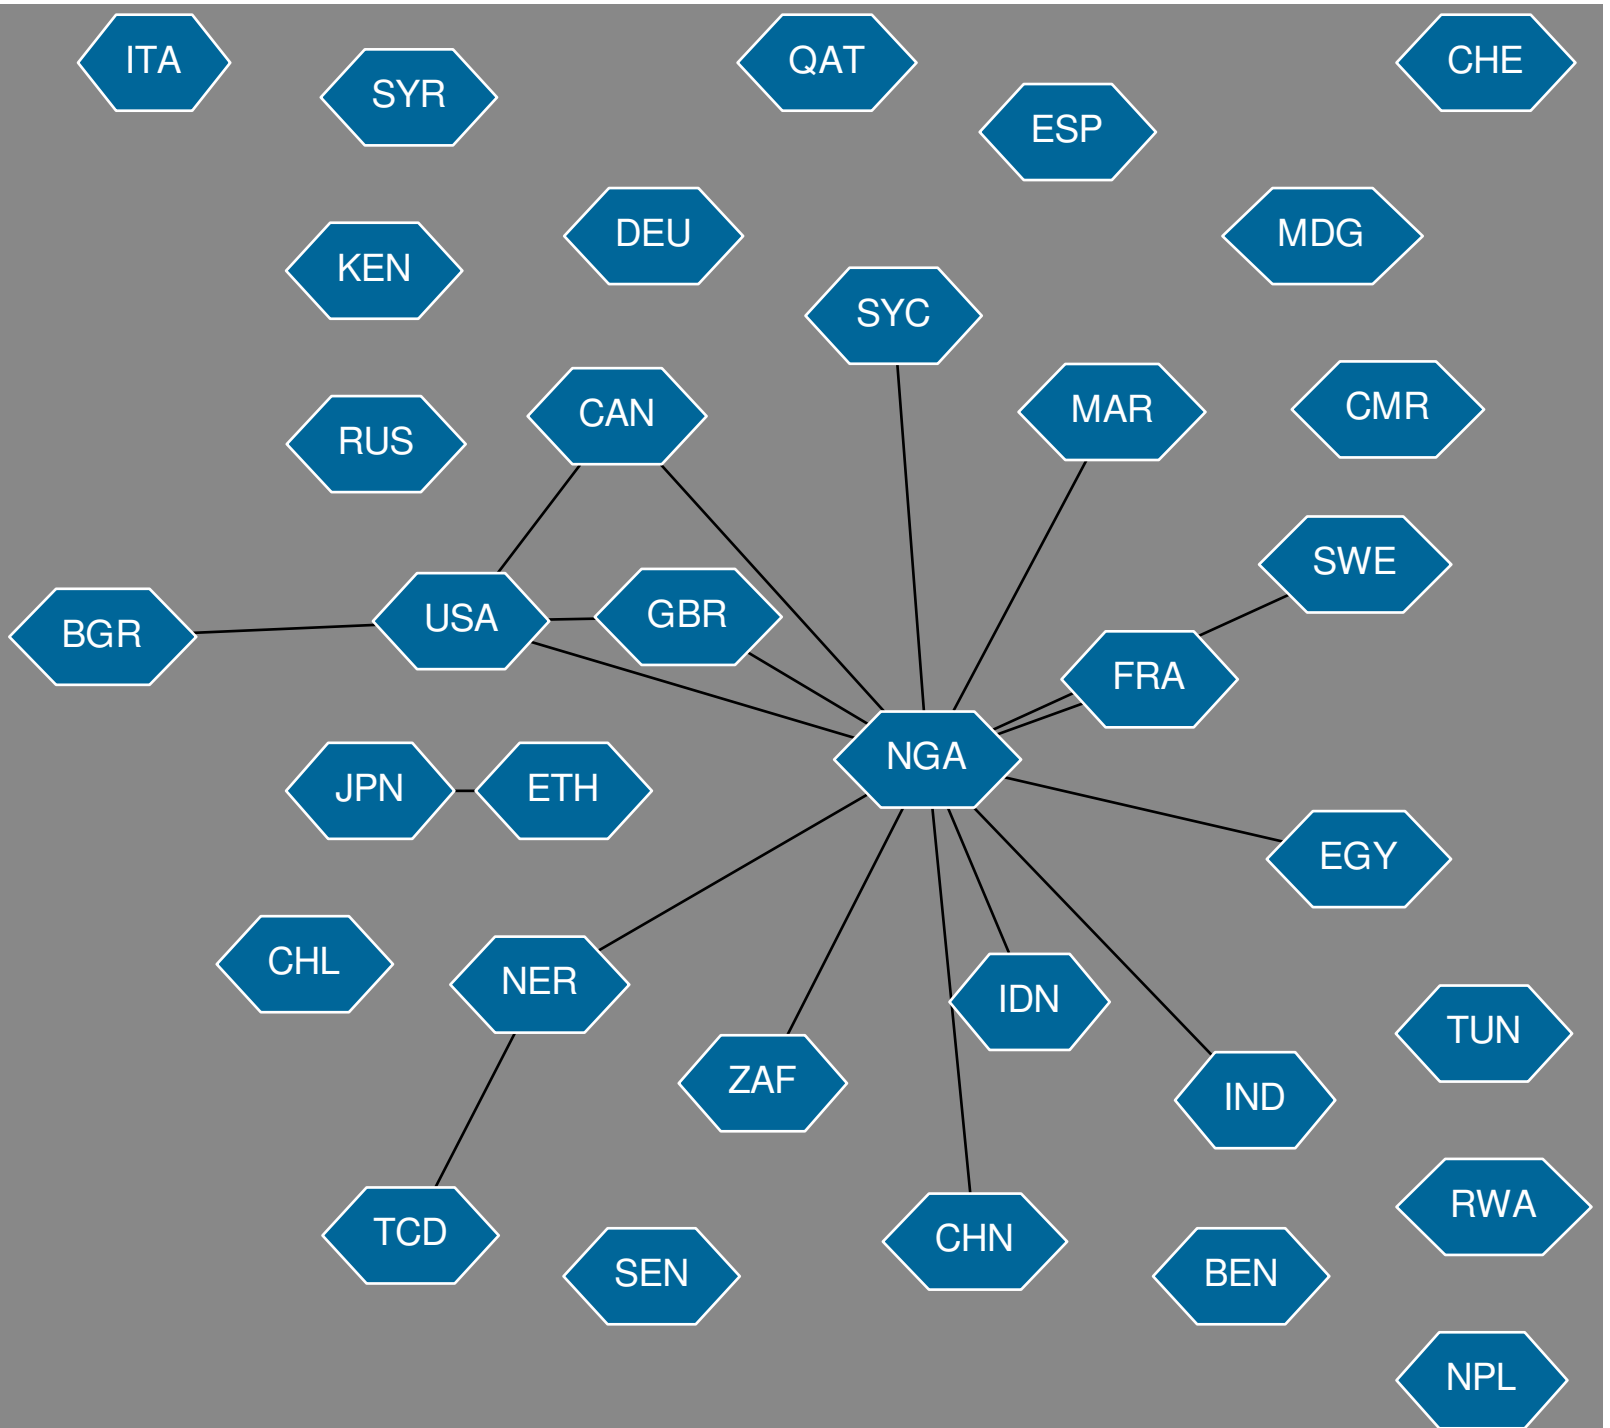 ITA
QAT
CHE
SYR
ESP
DEU
MDG
KEN
SYC
CAN
MAR
CMR
RUS
SWE
GBR
USA
BGR
FRA
NGA
JPN
ETH
EGY
CHL
NER
IDN
TUN
ZAF
IND
RWA
TCD
CHN
SEN
BEN
NPL